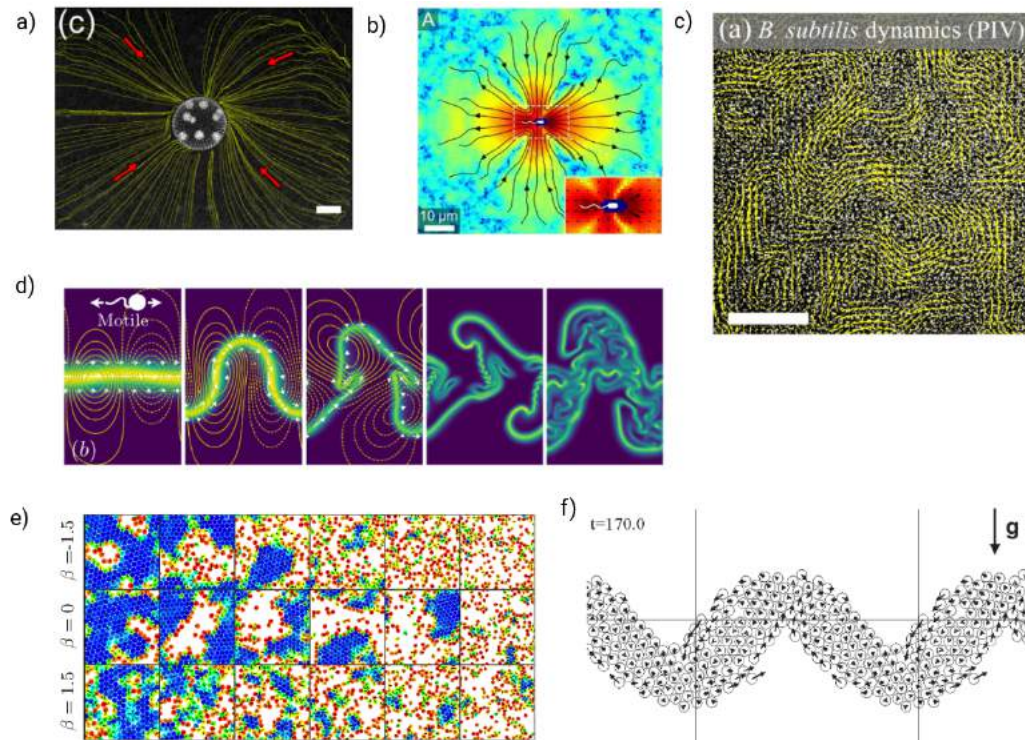 a)
(c)
b)
A
10 μm
c)
(a) B. subtilis dynamics (PIV)
d)
Motile
(b)
e)
β=-1.5
β=0
β=1.5
f)
t=170.0
g